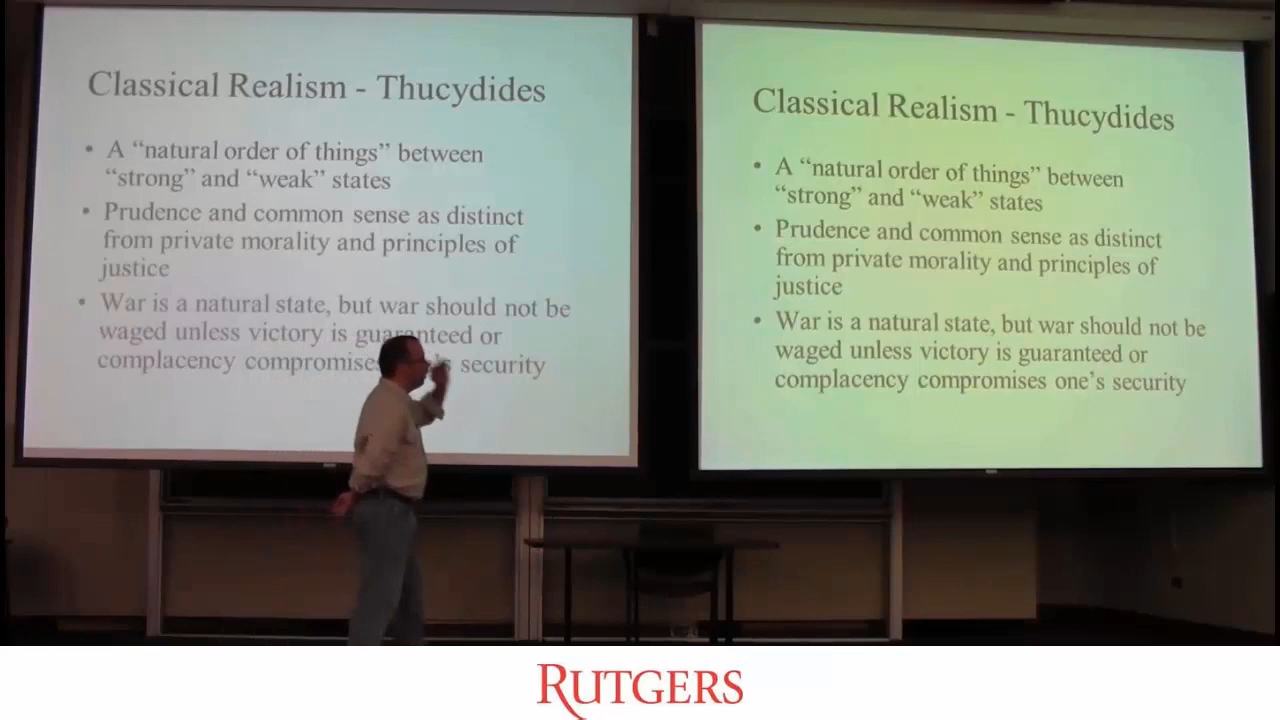 Classical Realism - Thucydides
• A “natural order of things” between
“strong” and “weak” states
• Prudence and common sense as distinct
from private morality and principles of
justice
• War is a natural state, but war should not be
waged unless victory is guaranteed or
complacency compromises security
Classical Realism - Thucydides
• A “natural order of things” between
“strong” and “weak” states
• Prudence and common sense as distinct
from private morality and principles of
justice
• War is a natural state, but war should not be
waged unless victory is guaranteed or
complacency compromises one’s security
RUTGERS